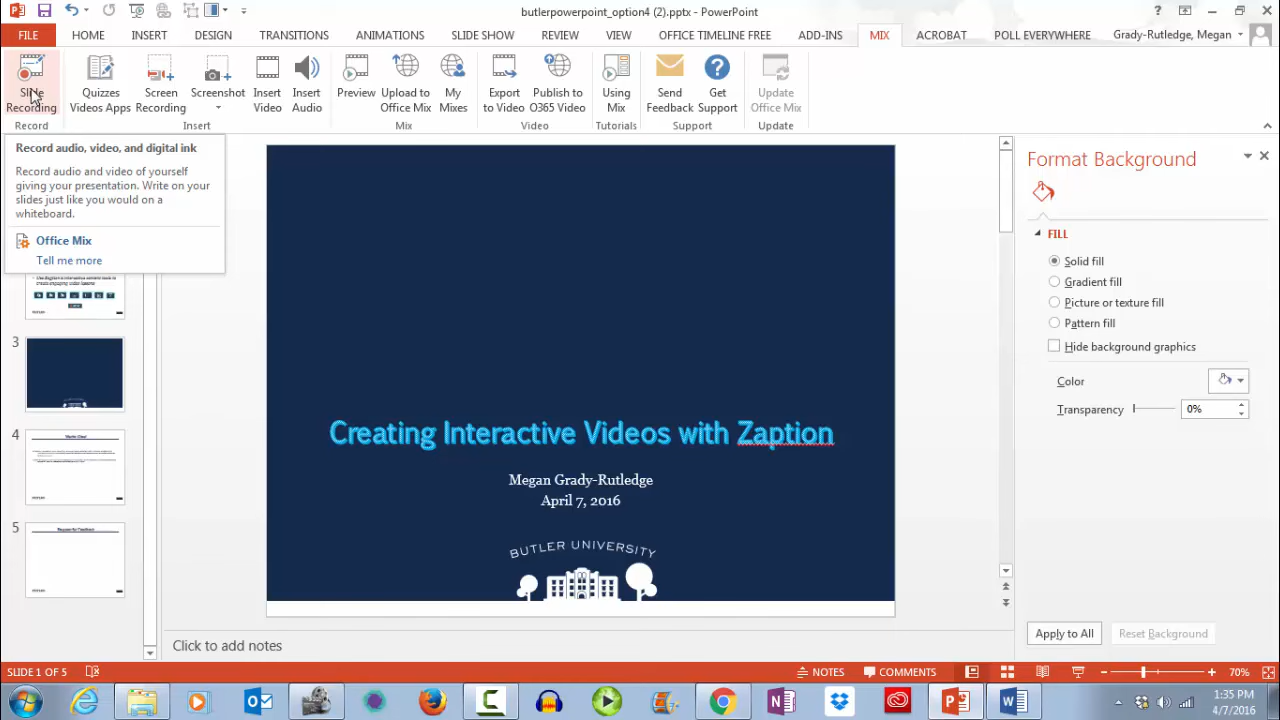 butlerpowerpoint_option4 (2).pptx - PowerPoint
FILE HOME INSERT DESIGN TRANSITIONS ANIMATIONS SLIDE SHOW REVIEW VIEW OFFICE TIMELINE FREE ADD-INS MIX ACROBAT POLL EVERYWHERE Grady-Rutledge, Megan
Slide Recording
Quizzes Videos Apps
Screen Recording
Screenshot
Insert Video
Insert Audio
Preview
Upload to Office Mix
My Mixes
Export to Video
Publish to O365 Video
Using Mix
Send Feedback
Get Support
Update Office Mix
Record Insert Mix Video Tutorials Support Update
Record audio, video, and digital ink
Record audio and video of yourself
giving your presentation. Write on your
slides just like you would on a
whiteboard.
Office Mix
Tell me more
3
4
5
Creating Interactive Videos with Zaption
Megan Grady-Rutledge
April 7, 2016
BUTLER UNIVERSITY
Click to add notes
Format Background
FILL
Solid fill
Gradient fill
Picture or texture fill
Pattern fill
Hide background graphics
Color
Transparency 0%
Apply to All Reset Background
SLIDE 1 OF 5 NOTES COMMENTS 70%
1:35 PM
4/7/2016